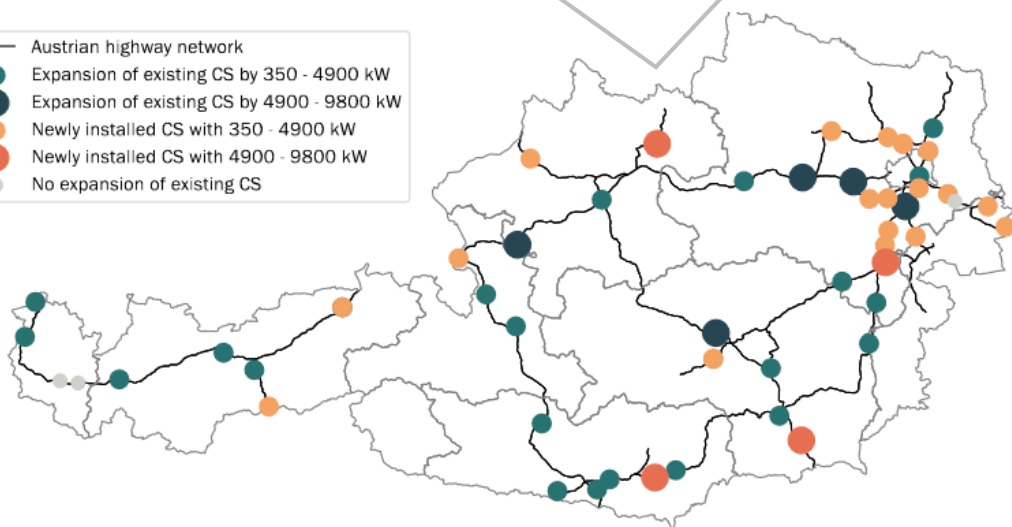 Austrian highway network
Expansion of existing CS by 350 - 4900 kW
Expansion of existing CS by 4900 - 9800 kW
Newly installed CS with 350 - 4900 kW
Newly installed CS with 4900 - 9800 kW
No expansion of existing CS